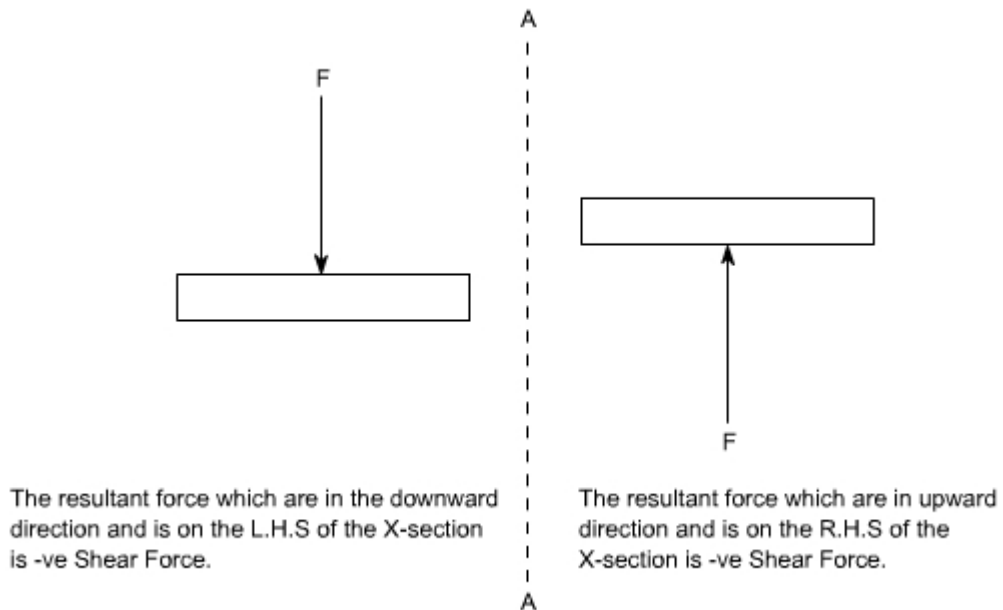 A
F
F
The resultant force which are in the downward
direction and is on the L.H.S of the X-section
is -ve Shear Force.
The resultant force which are in upward
direction and is on the R.H.S of the
X-section is -ve Shear Force.
A